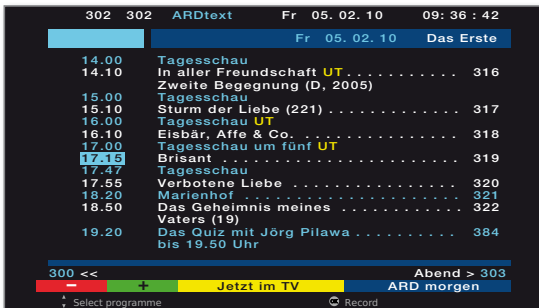 302 302 ARDtext Fr 05. 02. 10 09: 36 : 42
Fr 05. 02. 10 Das Erste
14.00 Tagesschau
14.10 In aller Freundschaft UT . . . . . . . . . . . 316
Zweite Begegnung (D, 2005)
15.00 Tagesschau
15.10 Sturm der Liebe (221) . . . . . . . . . . . . . 317
16.00 Tagesschau UT
16.10 Eisbär, Affe & Co. . . . . . . . . . . . . . . . 318
17.00 Tagesschau um fünf UT
17.15 Brisant . . . . . . . . . . . . . . . . . . . . . . 319
17.47 Tagesschau
17.55 Verbotene Liebe . . . . . . . . . . . . . . . . 320
18.20 Marienhof . . . . . . . . . . . . . . . . . . . . 321
18.50 Das Geheimnis meines . . . . . . . . . . . 322
Vaters (19)
19.20 Das Quiz mit Jörg Pilawa . . . . . . . . . . 384
bis 19.50 Uhr
300 << Abend > 303
− + Jetzt im TV ARD morgen
Select programme Record